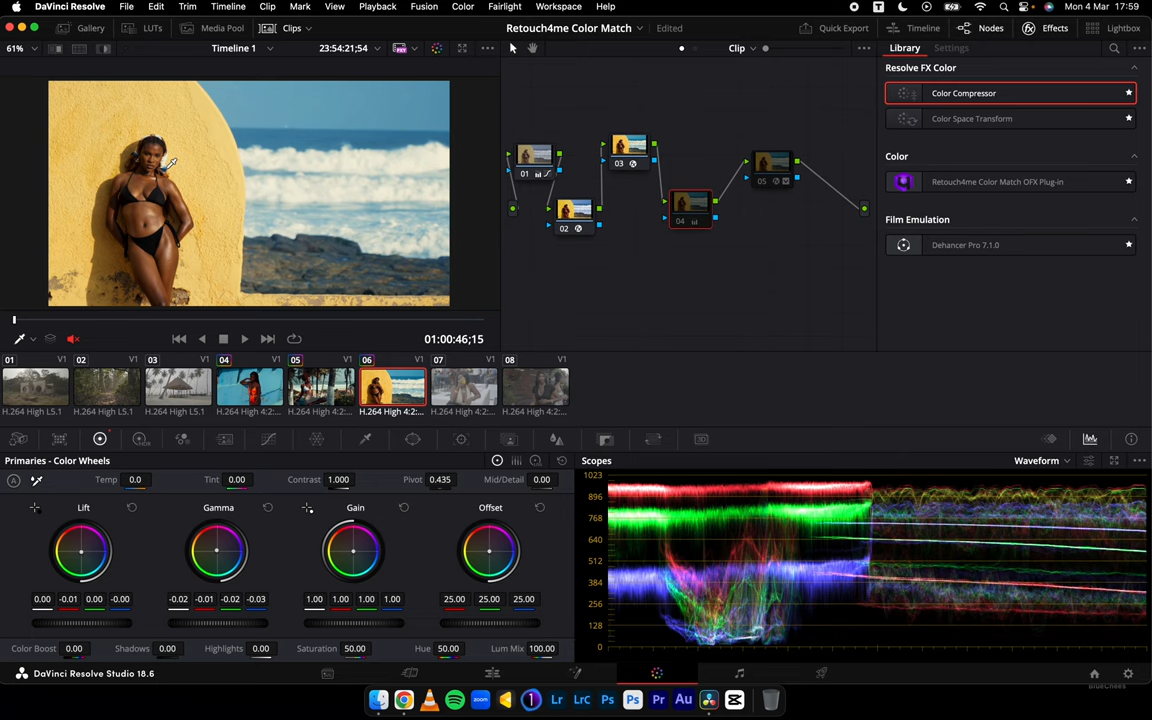 DaVinci Resolve File Edit Trim Timeline Clip Mark View Playback Fusion Color Fairlight Workspace Help T Mon 4 Mar 17:59
Gallery LUTs Media Pool Clips Retouch4me Color Match Edited Quick Export Timeline Nodes Effects Lightbox
61% Timeline 1 23:54:21;54 Clip Library Settings
Resolve FX Color
Color Compressor
Color Space Transform
Color
Retouch4me Color Match OFX Plug-in
Film Emulation
Dehancer Pro 7.1.0
01
02
03
04
05
01:00:46;15
01 V1 02 V1 03 V1 04 V1 05 V1 06 V1 07 V1 08 V1
H.264 High L5.1 H.264 High L5.1 H.264 High L5.1 H.264 High 4:2:... H.264 High 4:2:... H.264 High 4:2:... H.264 High 4:2:... H.264 High 4:2:...
3D
Primaries - Color Wheels Scopes Waveform
A Temp 0.0 Tint 0.00 Contrast 1.000 Pivot 0.435 Mid/Detail 0.00
Lift Gamma Gain Offset
0.00 -0.01 0.00 -0.00 -0.02 -0.01 -0.02 -0.03 1.00 1.00 1.00 1.00 25.00 25.00 25.00
Color Boost 0.00 Shadows 0.00 Highlights 0.00 Saturation 50.00 Hue 50.00 Lum Mix 100.00
1023
896
768
640
512
384
256
128
0
DaVinci Resolve Studio 18.6
zoom 1 Lr LrC Ps Ps Pr Au
BlueChees